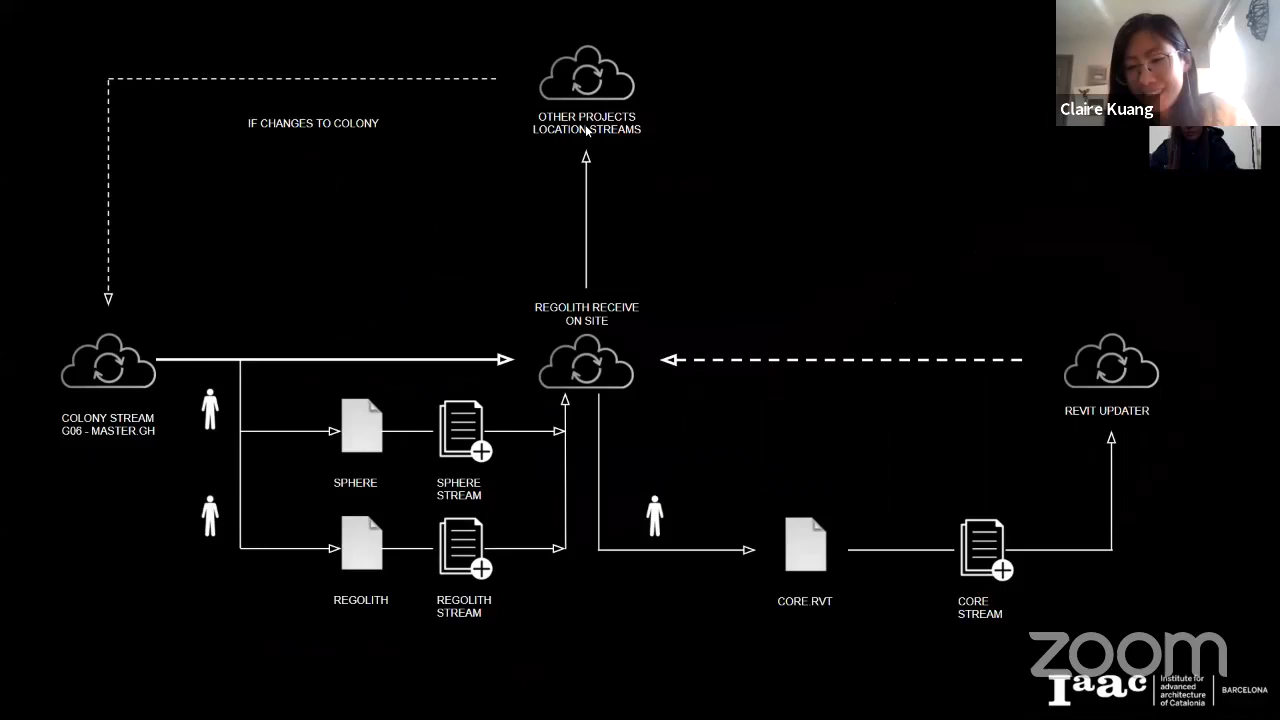 Claire Kuang
OTHER PROJECTS
LOCATION STREAMS
IF CHANGES TO COLONY
REGOLITH RECEIVE
ON SITE
COLONY STREAM
G06 - MASTER.GH
REVIT UPDATER
SPHERE
SPHERE
STREAM
REGOLITH
REGOLITH
STREAM
CORE.RVT
CORE
STREAM
zoom
Iaac
Institute for
advanced
architecture
of Catalonia
BARCELONA